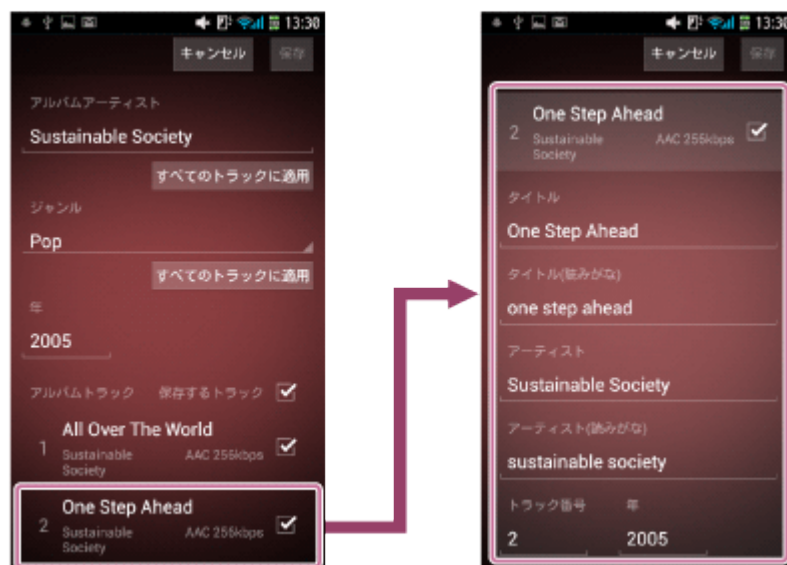 13:30
キャンセル
保存
アルバムアーティスト
Sustainable Society
すべてのトラックに適用
ジャンル
Pop
すべてのトラックに適用
年
2005
アルバムトラック 保存するトラック
All Over The World
1
Sustainable AAC 256kbps
Society
One Step Ahead
2
Sustainable AAC 256kbps
Society
13:30
キャンセル
保存
One Step Ahead
2
Sustainable AAC 255kbps
Society
タイトル
One Step Ahead
タイトル(読みがな)
one step ahead
アーティスト
Sustainable Society
アーティスト(読みがな)
sustainable society
トラック番号 年
2 2005